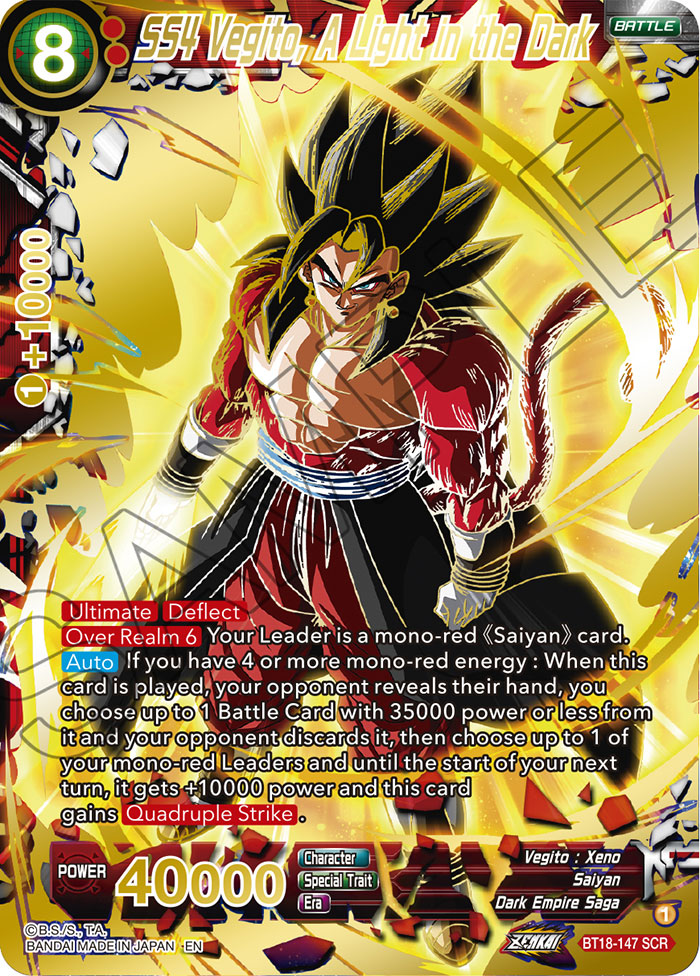 8
SS4 Vegito, A Light in the Dark
BATTLE
1 +10000
SAMPLE
Ultimate Deflect
Over Realm 6 Your Leader is a mono-red 《Saiyan》 card.
Auto If you have 4 or more mono-red energy : When this
card is played, your opponent reveals their hand, you
choose up to 1 Battle Card with 35000 power or less from
it and your opponent discards it, then choose up to 1 of
your mono-red Leaders and until the start of your next
turn, it gets +10000 power and this card
gains Quadruple Strike .
POWER 40000
Character Vegito : Xeno
Special Trait Saiyan
Era Dark Empire Saga
1
©B.S./S., T.A,
BANDAI MADE IN JAPAN EN
ZENKAI
BT18-147 SCR